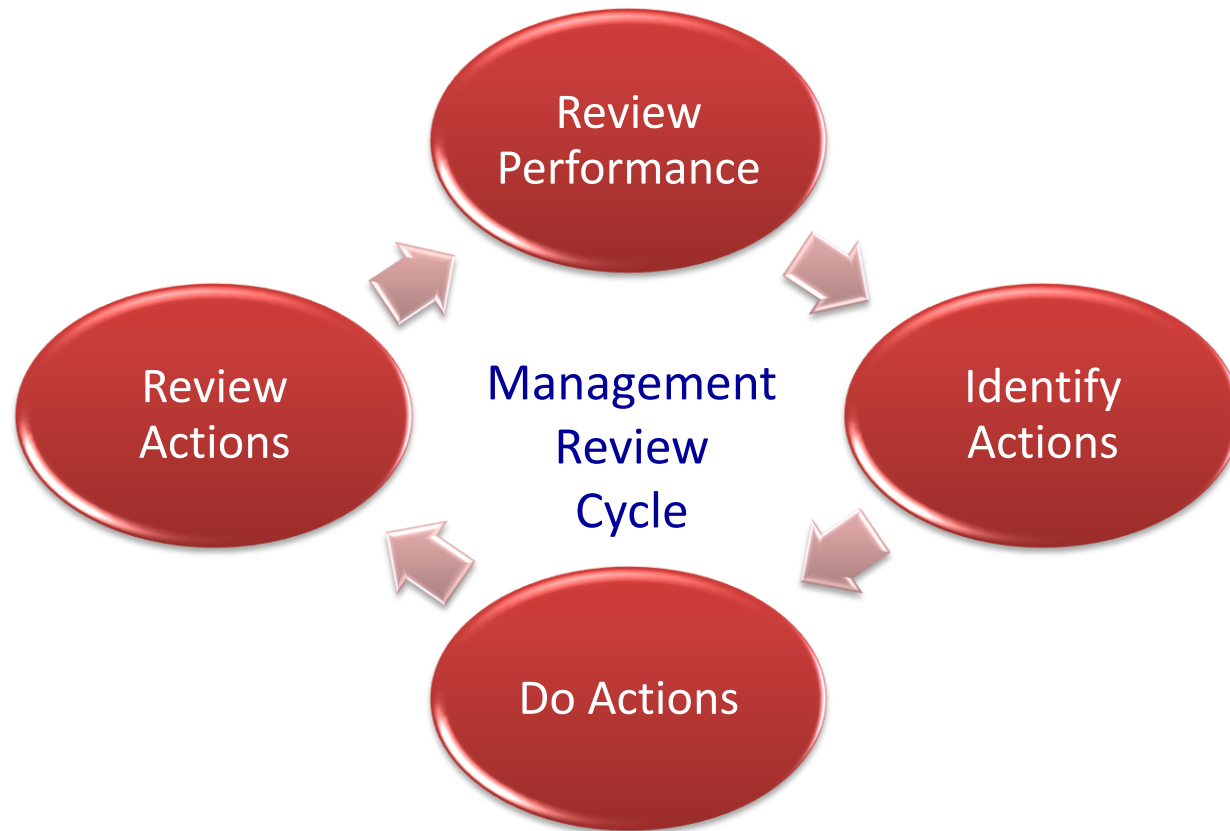 Review
Performance
Identify
Actions
Do Actions
Review
Actions
Management
Review
Cycle